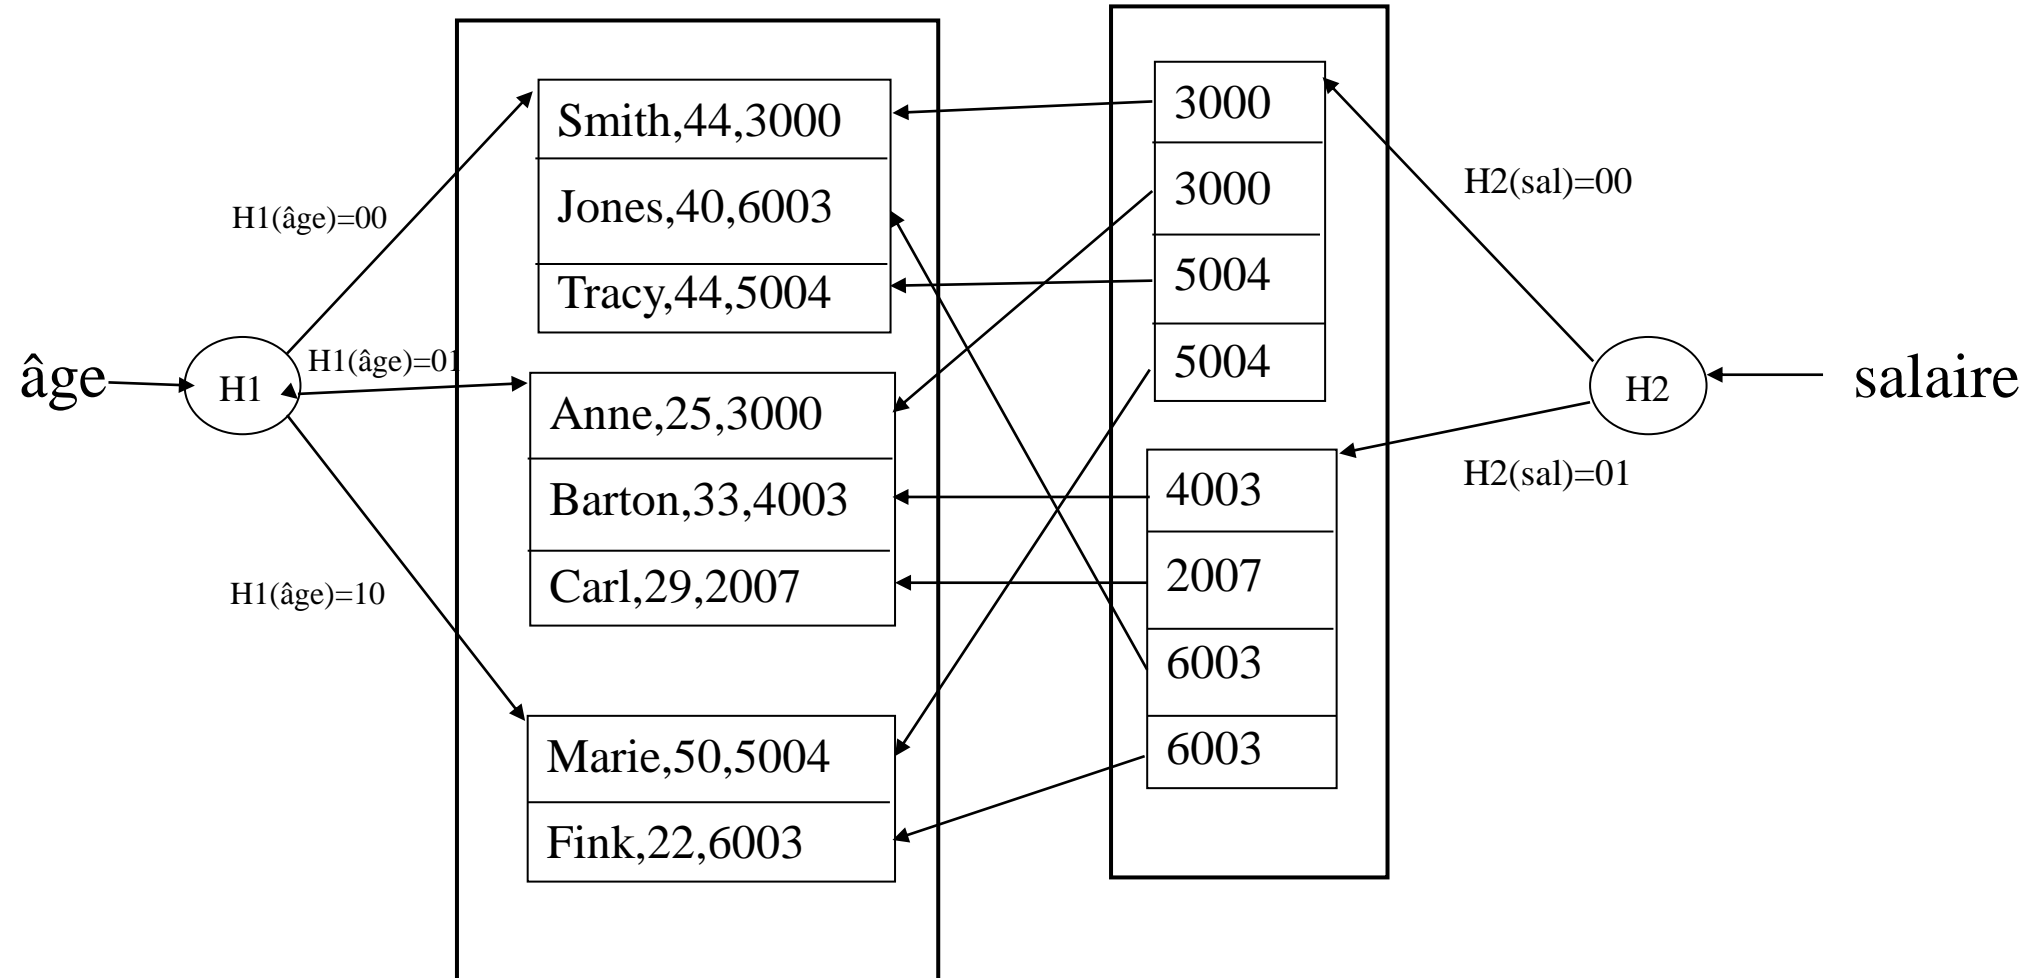 âge
H1
H1(âge)=00
H1(âge)=01
H1(âge)=10
Smith,44,3000
Jones,40,6003
Tracy,44,5004
Anne,25,3000
Barton,33,4003
Carl,29,2007
Marie,50,5004
Fink,22,6003
3000
3000
5004
5004
4003
2007
6003
6003
H2(sal)=00
H2(sal)=01
H2
salaire